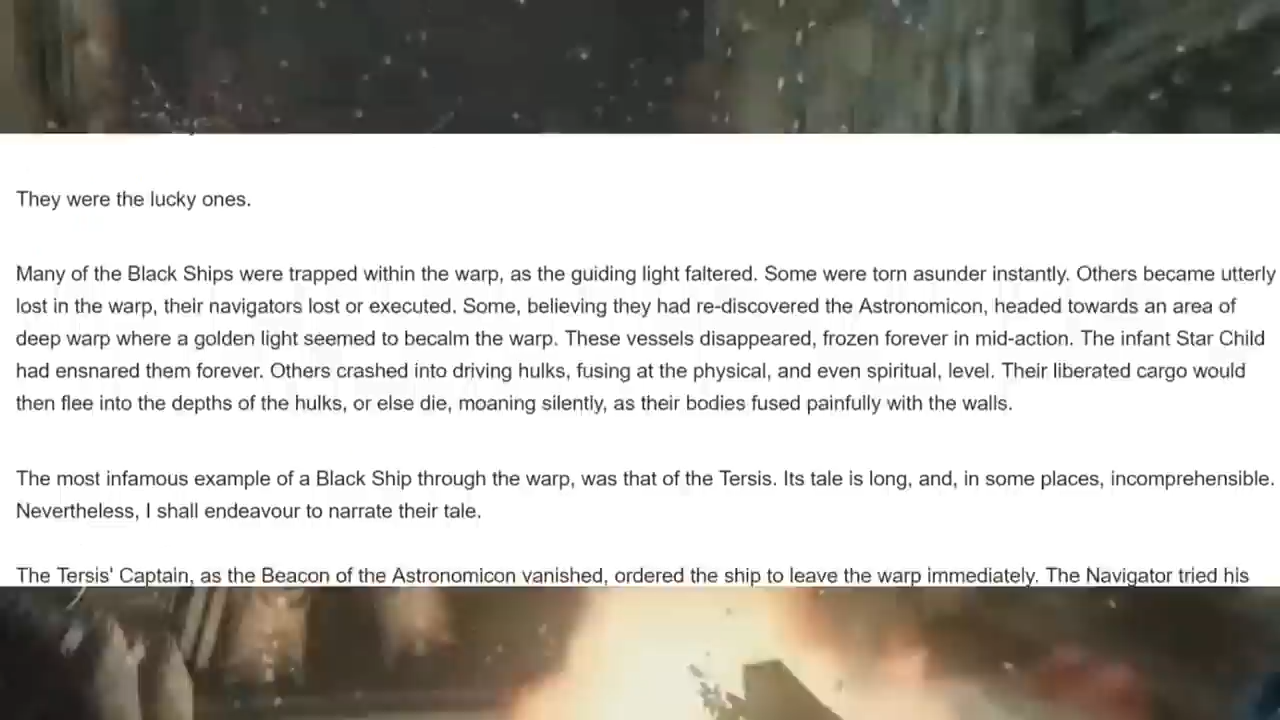 They were the lucky ones.
Many of the Black Ships were trapped within the warp, as the guiding light faltered. Some were torn asunder instantly. Others became utterly
lost in the warp, their navigators lost or executed. Some, believing they had re-discovered the Astronomicon, headed towards an area of
deep warp where a golden light seemed to becalm the warp. These vessels disappeared, frozen forever in mid-action. The infant Star Child
had ensnared them forever. Others crashed into driving hulks, fusing at the physical, and even spiritual, level. Their liberated cargo would
then flee into the depths of the hulks, or else die, moaning silently, as their bodies fused painfully with the walls.
The most infamous example of a Black Ship through the warp, was that of the Tersis. Its tale is long, and, in some places, incomprehensible.
Nevertheless, I shall endeavour to narrate their tale.
The Tersis' Captain, as the Beacon of the Astronomicon vanished, ordered the ship to leave the warp immediately. The Navigator tried his